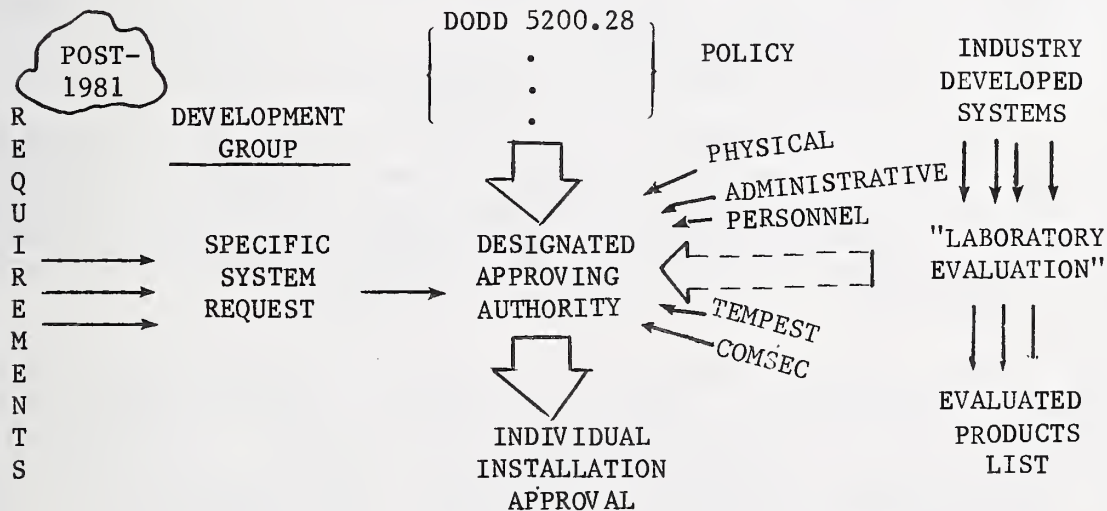 POST-
1981
REQUIREMENTS
DEVELOPMENT
GROUP
SPECIFIC
SYSTEM
REQUEST
DODD 5200.28
POLICY
DESIGNATED
APPROVING
AUTHORITY
INDIVIDUAL
INSTALLATION
APPROVAL
PHYSICAL
ADMINISTRATIVE
PERSONNEL
TEMPEST
COMSEC
INDUSTRY
DEVELOPED
SYSTEMS
"LABORATORY
EVALUATION"
EVALUATED
PRODUCTS
LIST